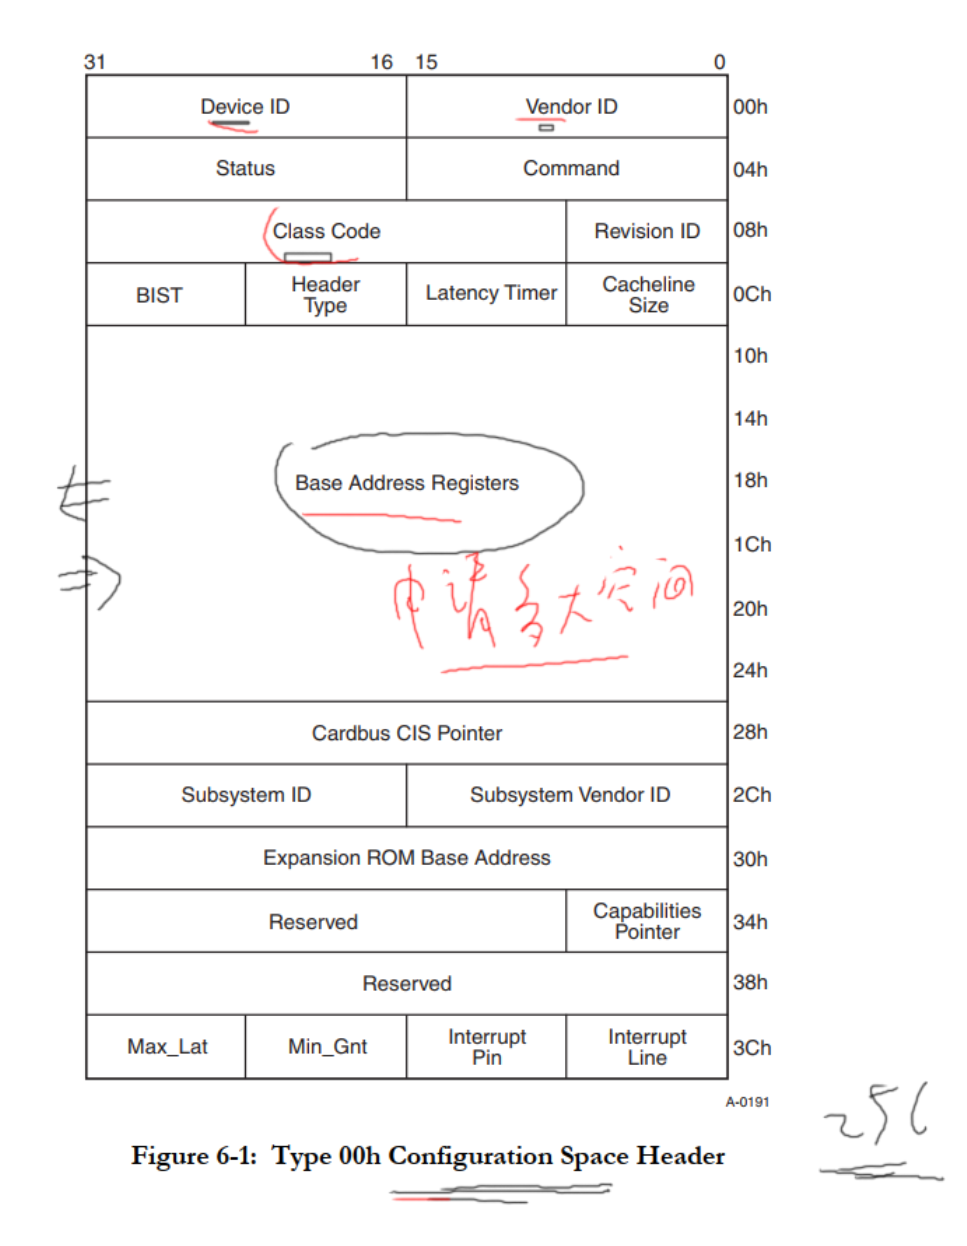 31 16 15 0
Device ID Vendor ID 00h
Status Command 04h
Class Code Revision ID 08h
BIST Header Type Latency Timer Cacheline Size 0Ch
10h
14h
Base Address Registers 18h
1Ch
申请多大空间
20h
24h
Cardbus CIS Pointer 28h
Subsystem ID Subsystem Vendor ID 2Ch
Expansion ROM Base Address 30h
Reserved Capabilities Pointer 34h
Reserved 38h
Max_Lat Min_Gnt Interrupt Pin Interrupt Line 3Ch
A-0191
256
Figure 6-1: Type 00h Configuration Space Header